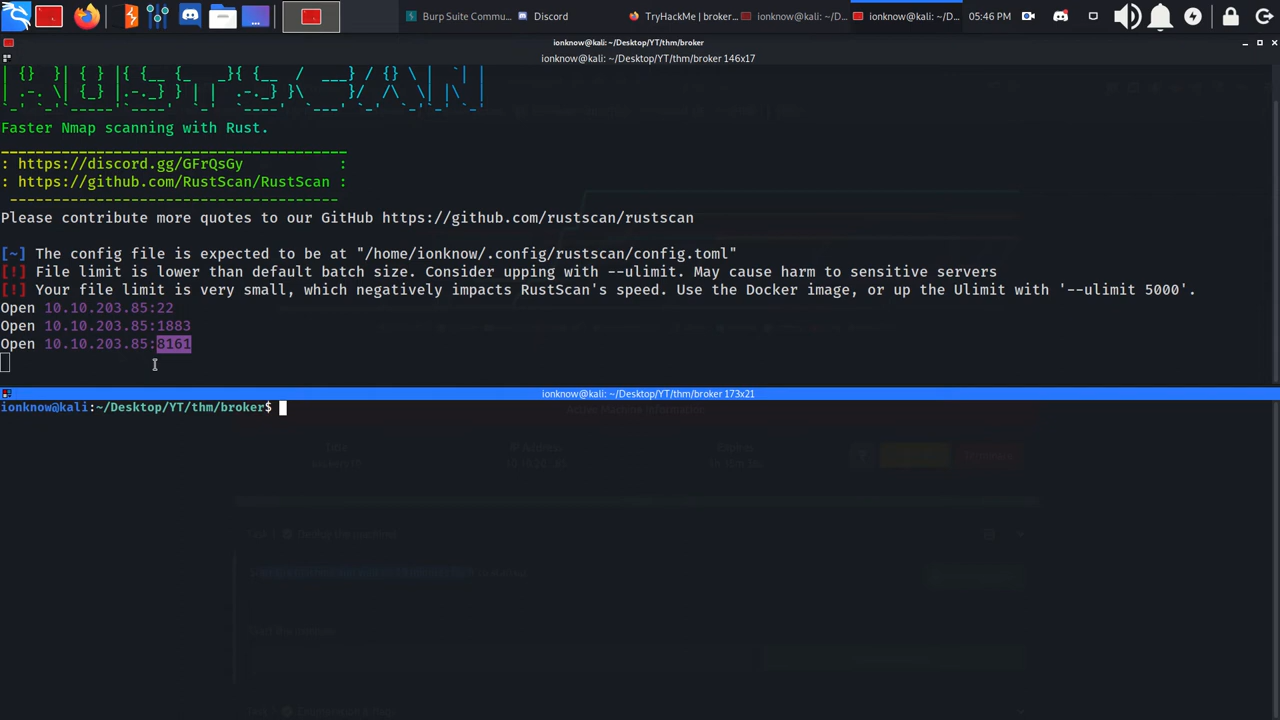 Burp Suite Commu...
Discord
TryHackMe | broker...
ionknow@kali: ~/D...
ionknow@kali: ~/D...
05:46 PM
ionknow@kali: ~/Desktop/YT/thm/broker
ionknow@kali: ~/Desktop/YT/thm/broker 146x17
Faster Nmap scanning with Rust.
________________________________________
: https://discord.gg/GFrQsGy           :
: https://github.com/RustScan/RustScan :
 --------------------------------------
Please contribute more quotes to our GitHub https://github.com/rustscan/rustscan
[~] The config file is expected to be at "/home/ionknow/.config/rustscan/config.toml"
[!] File limit is lower than default batch size. Consider upping with --ulimit. May cause harm to sensitive servers
[!] Your file limit is very small, which negatively impacts RustScan's speed. Use the Docker image, or up the Ulimit with '--ulimit 5000'.
Open 10.10.203.85:22
Open 10.10.203.85:1883
Open 10.10.203.85:8161
ionknow@kali: ~/Desktop/YT/thm/broker 173x21
ionknow@kali:~/Desktop/YT/thm/broker$
Active Machine Information